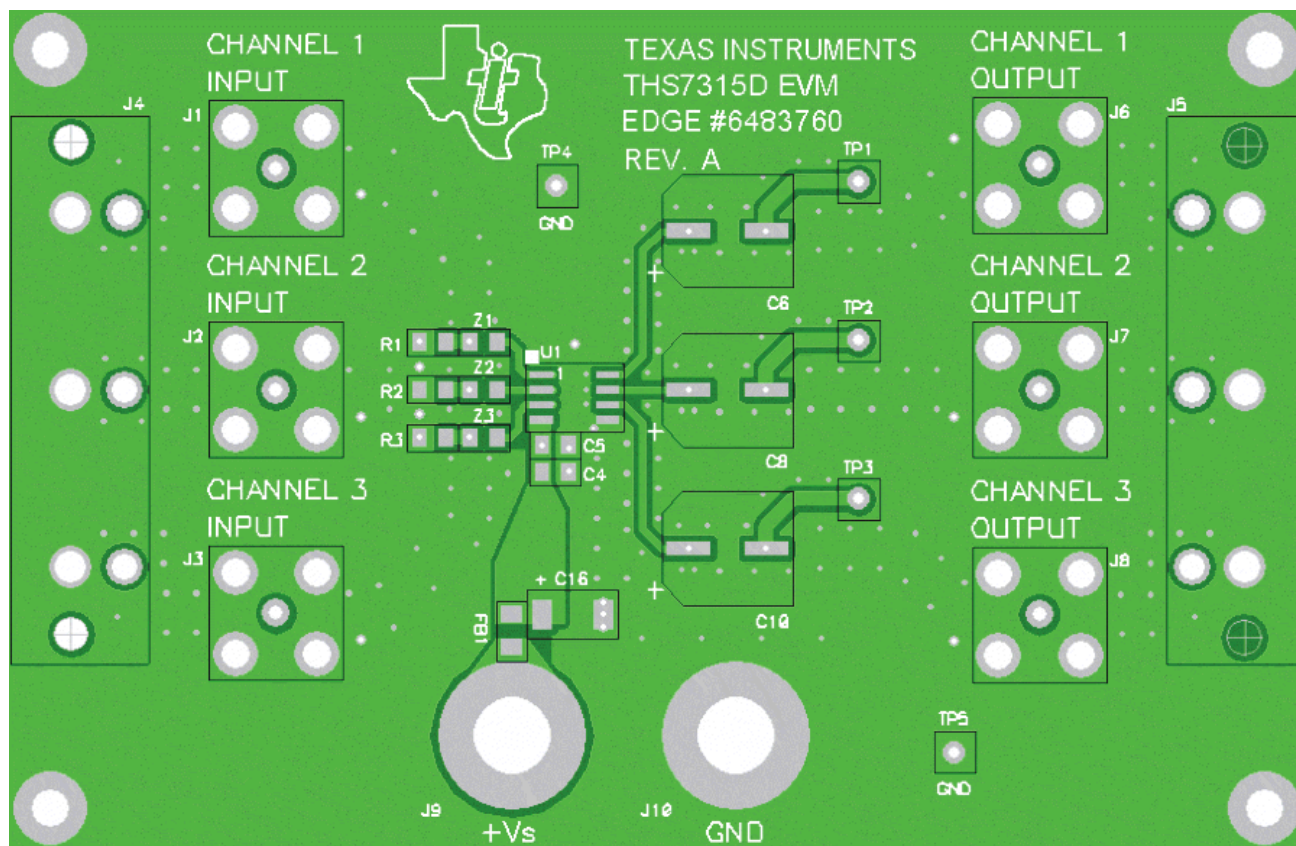 CHANNEL 1
INPUT
TEXAS INSTRUMENTS
THS7315D EVM
EDGE #6483760
REV. A
CHANNEL 1
OUTPUT
J4
J1
J6
J5
TP4
GND
TP1
+
C6
CHANNEL 2
INPUT
CHANNEL 2
OUTPUT
J2
J7
TP2
R1
Z1
U1
1
R2
Z2
R3
Z3
C5
C4
+
C8
CHANNEL 3
INPUT
CHANNEL 3
OUTPUT
TP3
J3
J8
+ C16
FB1
+
C10
TP5
GND
J9
+Vs
J10
GND